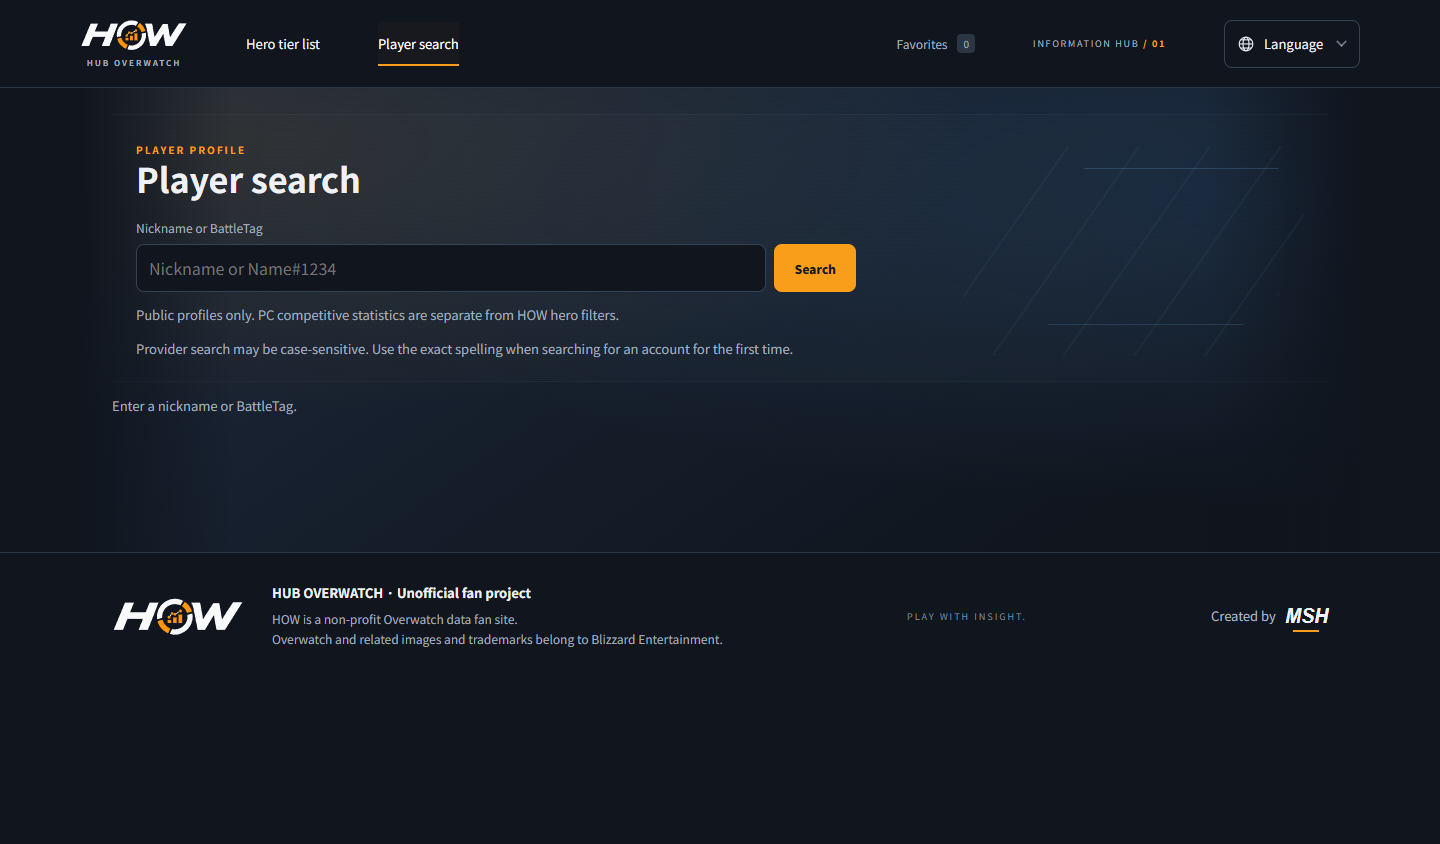 HOW
HUB OVERWATCH
Hero tier list
Player search
Favorites 0
INFORMATION HUB / 01
Language
PLAYER PROFILE
Player search
Nickname or BattleTag
Nickname or Name#1234
Search
Public profiles only. PC competitive statistics are separate from HOW hero filters.
Provider search may be case-sensitive. Use the exact spelling when searching for an account for the first time.
Enter a nickname or BattleTag.
HOW
HUB OVERWATCH · Unofficial fan project
HOW is a non-profit Overwatch data fan site.
Overwatch and related images and trademarks belong to Blizzard Entertainment.
PLAY WITH INSIGHT.
Created by MSH